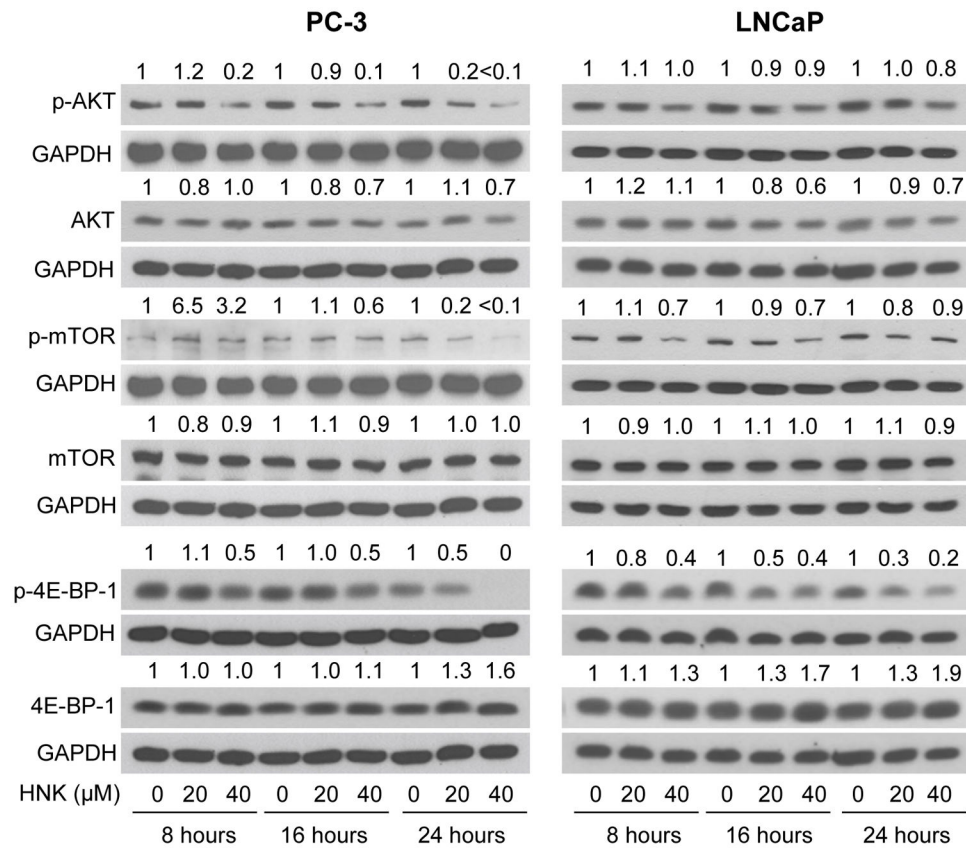 PC-3 LNCaP
1 1.2 0.2 1 0.9 0.1 1 0.2 <0.1 1 1.1 1.0 1 0.9 0.9 1 1.0 0.8
p-AKT
GAPDH
1 0.8 1.0 1 0.8 0.7 1 1.1 0.7 1 1.2 1.1 1 0.8 0.6 1 0.9 0.7
AKT
GAPDH
1 6.5 3.2 1 1.1 0.6 1 0.2 <0.1 1 1.1 0.7 1 0.9 0.7 1 0.8 0.9
p-mTOR
GAPDH
1 0.8 0.9 1 1.1 0.9 1 1.0 1.0 1 0.9 1.0 1 1.1 1.0 1 1.1 0.9
mTOR
GAPDH
1 1.1 0.5 1 1.0 0.5 1 0.5 0 1 0.8 0.4 1 0.5 0.4 1 0.3 0.2
p-4E-BP-1
GAPDH
1 1.0 1.0 1 1.0 1.1 1 1.3 1.6 1 1.1 1.3 1 1.3 1.7 1 1.3 1.9
4E-BP-1
GAPDH
HNK (µM) 0 20 40 0 20 40 0 20 40 0 20 40 0 20 40 0 20 40
8 hours 16 hours 24 hours 8 hours 16 hours 24 hours